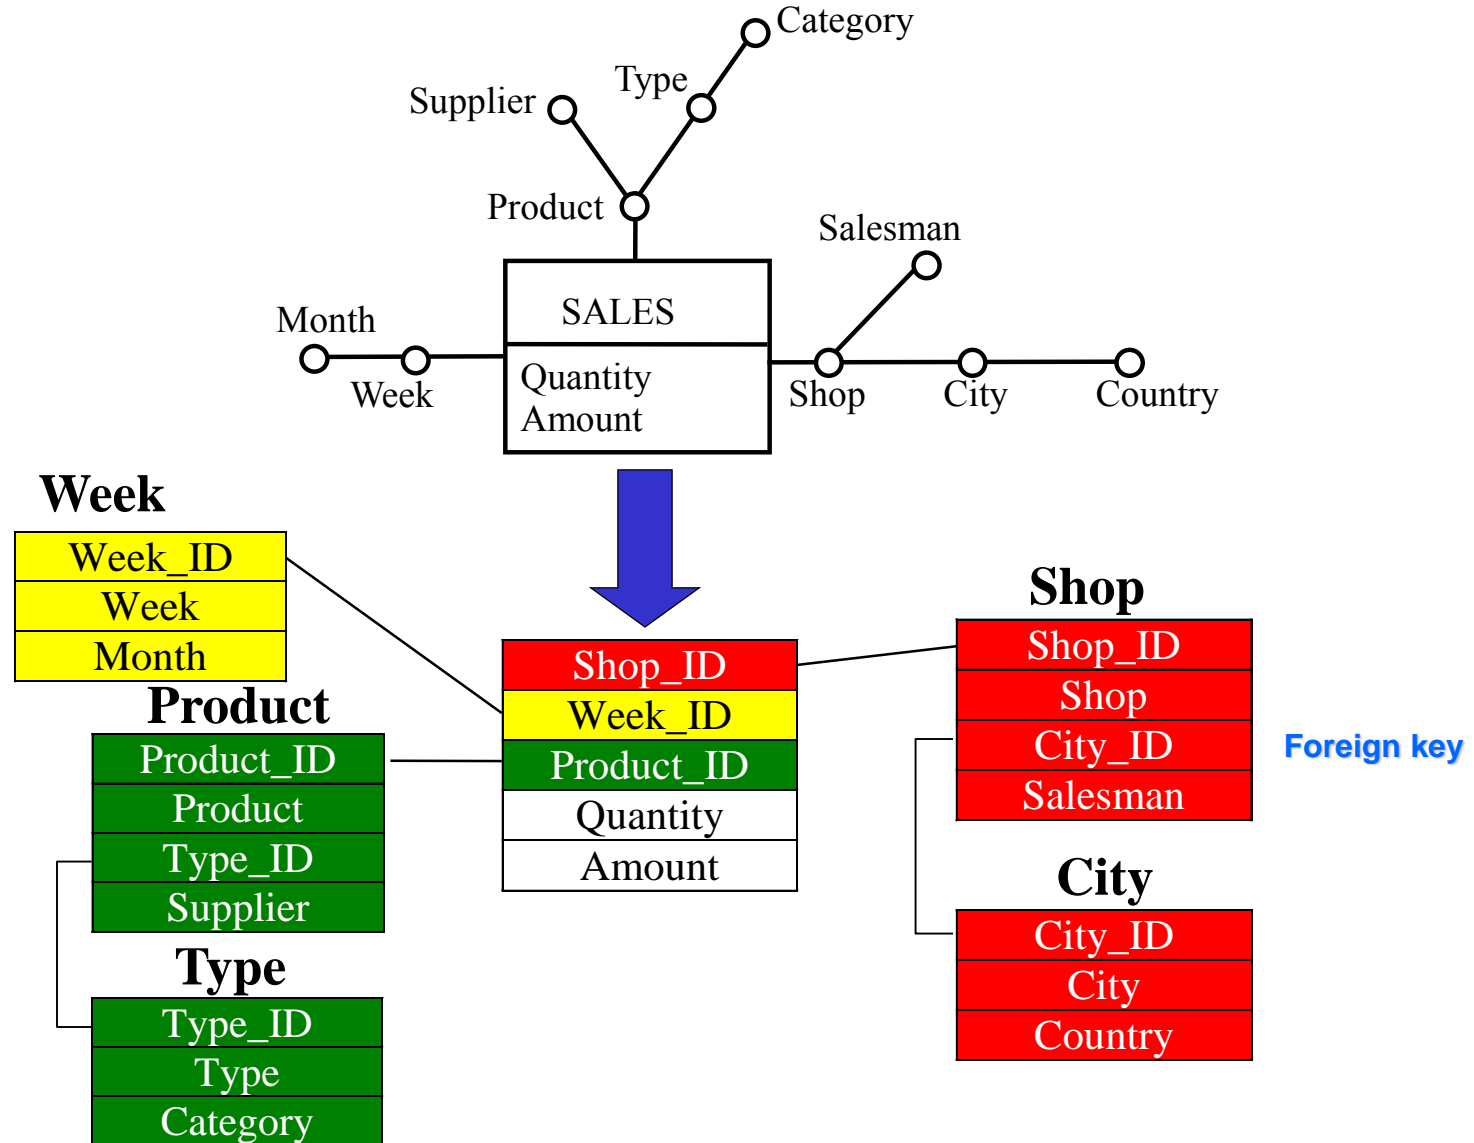 Category
Type
Supplier
Product
Salesman
Month
SALES
Week
Quantity
Amount
Shop
City
Country
Week
Week_ID
Week
Month
Product
Product_ID
Product
Type_ID
Supplier
Type
Type_ID
Type
Category
Shop_ID
Week_ID
Product_ID
Quantity
Amount
Shop
Shop_ID
Shop
City_ID
Salesman
Foreign key
City
City_ID
City
Country